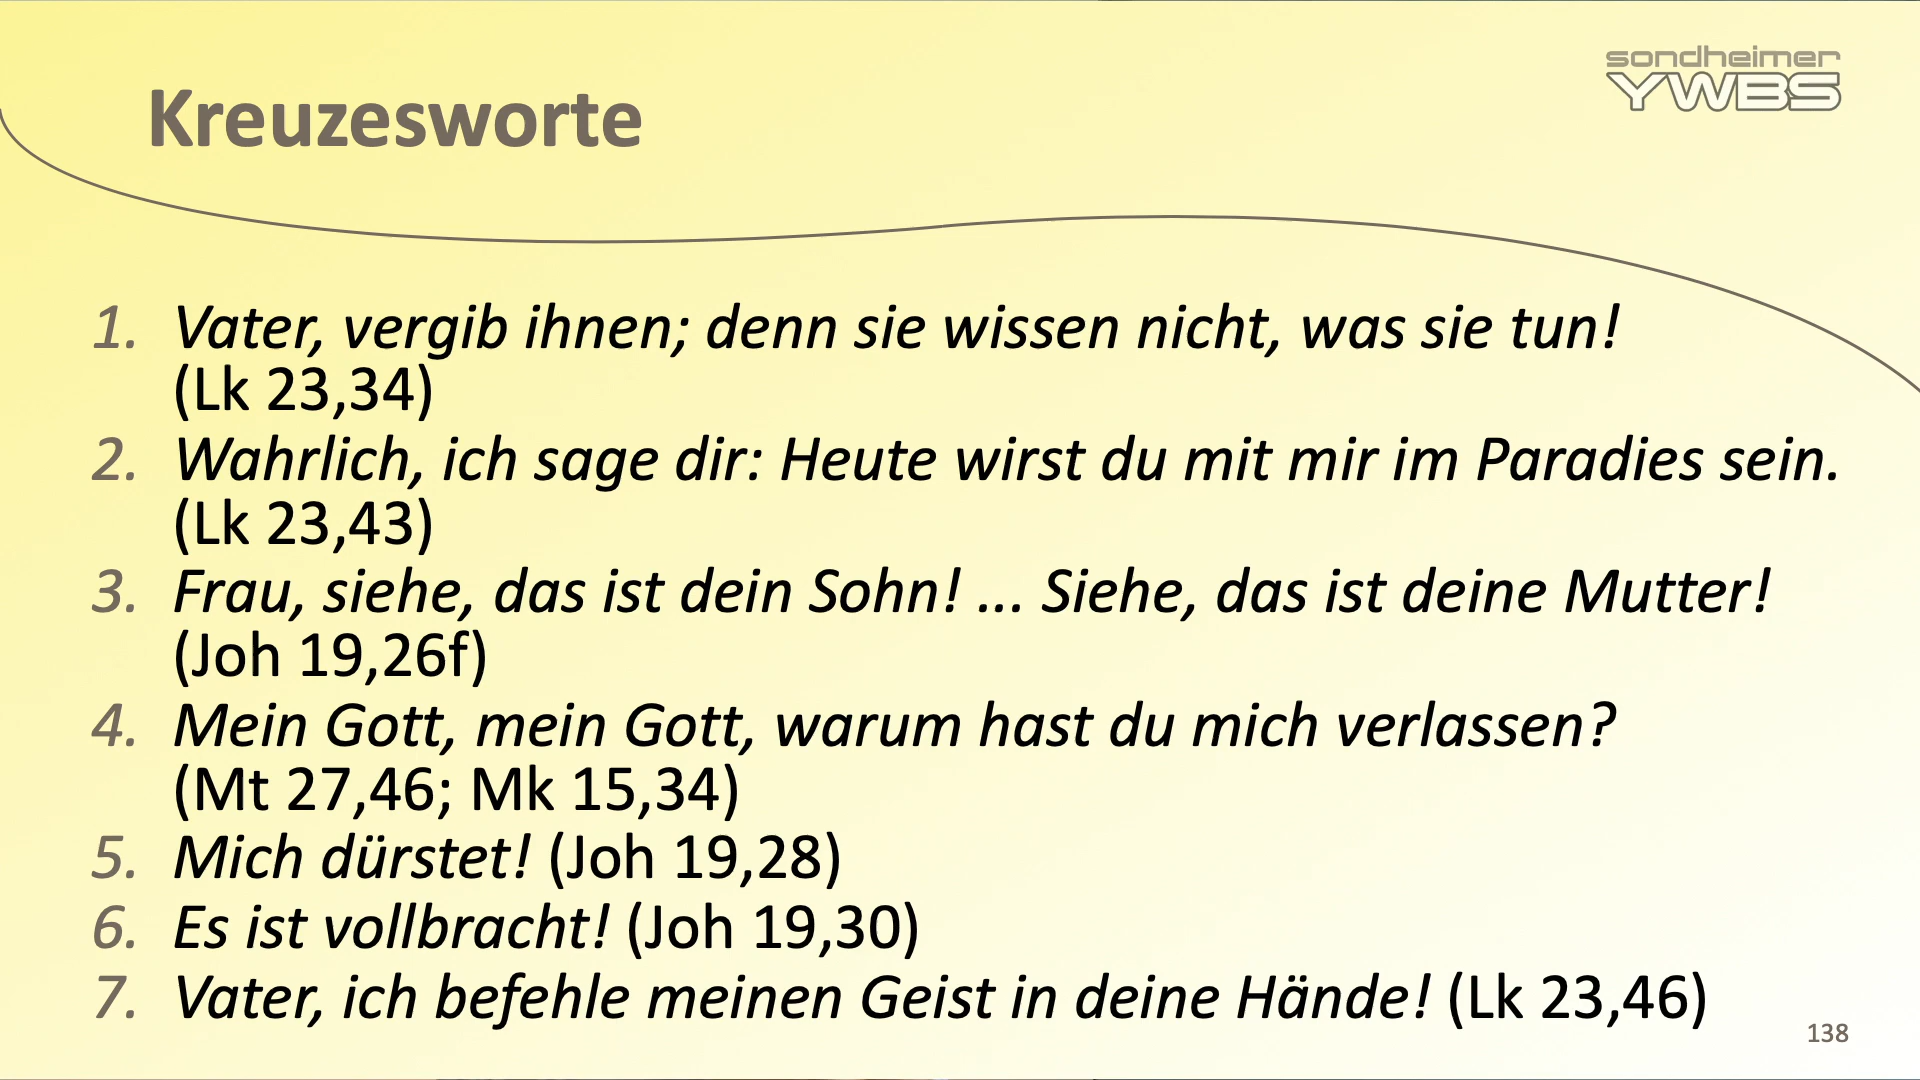 sondheimer
YWBS
Kreuzesworte
1. Vater, vergib ihnen; denn sie wissen nicht, was sie tun!
(Lk 23,34)
2. Wahrlich, ich sage dir: Heute wirst du mit mir im Paradies sein.
(Lk 23,43)
3. Frau, siehe, das ist dein Sohn! ... Siehe, das ist deine Mutter!
(Joh 19,26f)
4. Mein Gott, mein Gott, warum hast du mich verlassen?
(Mt 27,46; Mk 15,34)
5. Mich dürstet! (Joh 19,28)
6. Es ist vollbracht! (Joh 19,30)
7. Vater, ich befehle meinen Geist in deine Hände! (Lk 23,46)
138